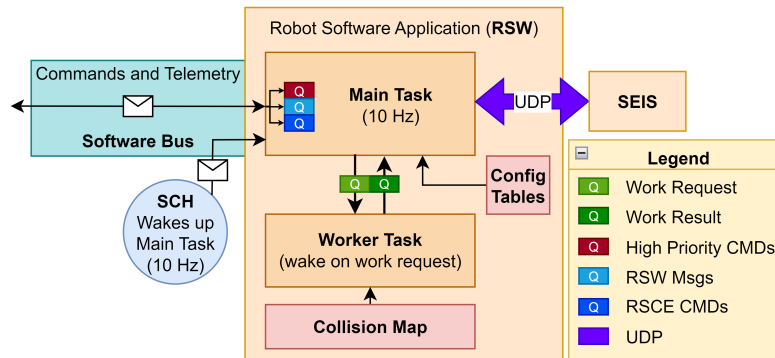 Robot Software Application (RSW)
Commands and Telemetry
Software Bus
Q
Q
Q
Main Task
(10 Hz)
UDP
SEIS
SCH
Wakes up
Main Task
(10 Hz)
Q
Q
Config
Tables
Worker Task
(wake on work request)
Collision Map
Legend
Q Work Request
Q Work Result
Q High Priority CMDs
Q RSW Msgs
Q RSCE CMDs
UDP